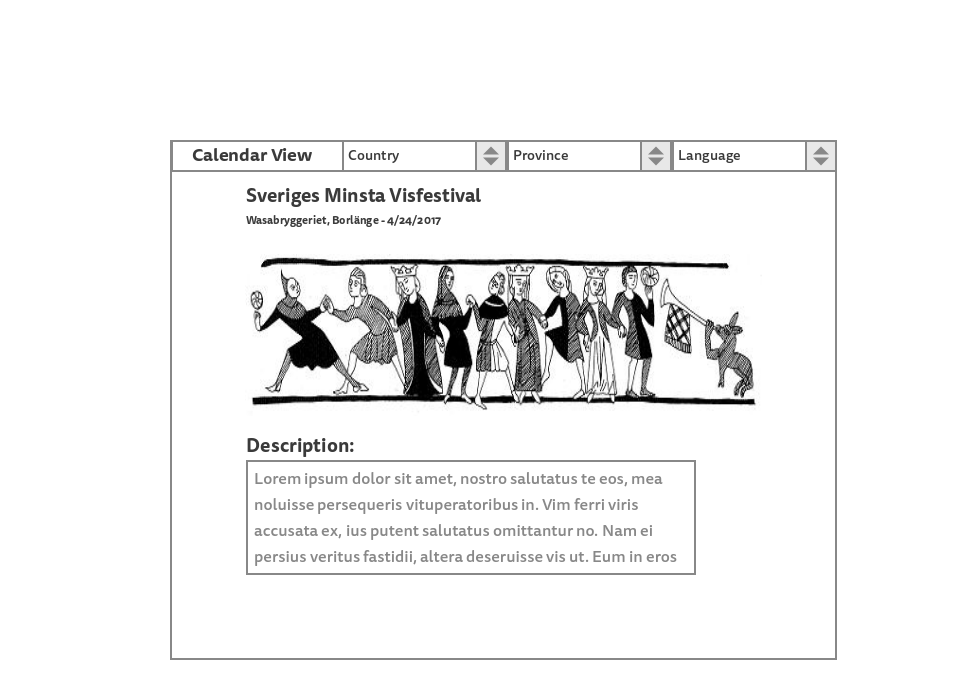 Calendar View Country Province Language
Sveriges Minsta Visfestival
Wasabryggeriet, Borlänge - 4/24/2017
Description:
Lorem ipsum dolor sit amet, nostro salutatus te eos, mea
noluisse persequeris vituperatoribus in. Vim ferri viris
accusata ex, ius putent salutatus omittantur no. Nam ei
persius veritus fastidii, altera deseruisse vis ut. Eum in eros